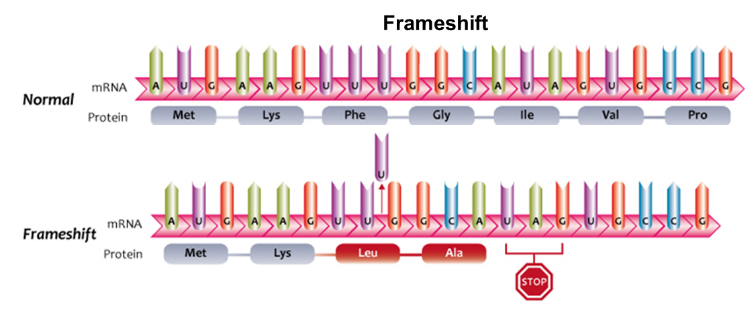 Frameshift
A U G A A G U U U G G C A U A G U G C C G
mRNA
Normal
Protein Met Lys Phe Gly Ile Val Pro
U
A U G A A G U U G G C A U A G U G C C G
mRNA
Frameshift
Protein Met Lys Leu Ala
STOP